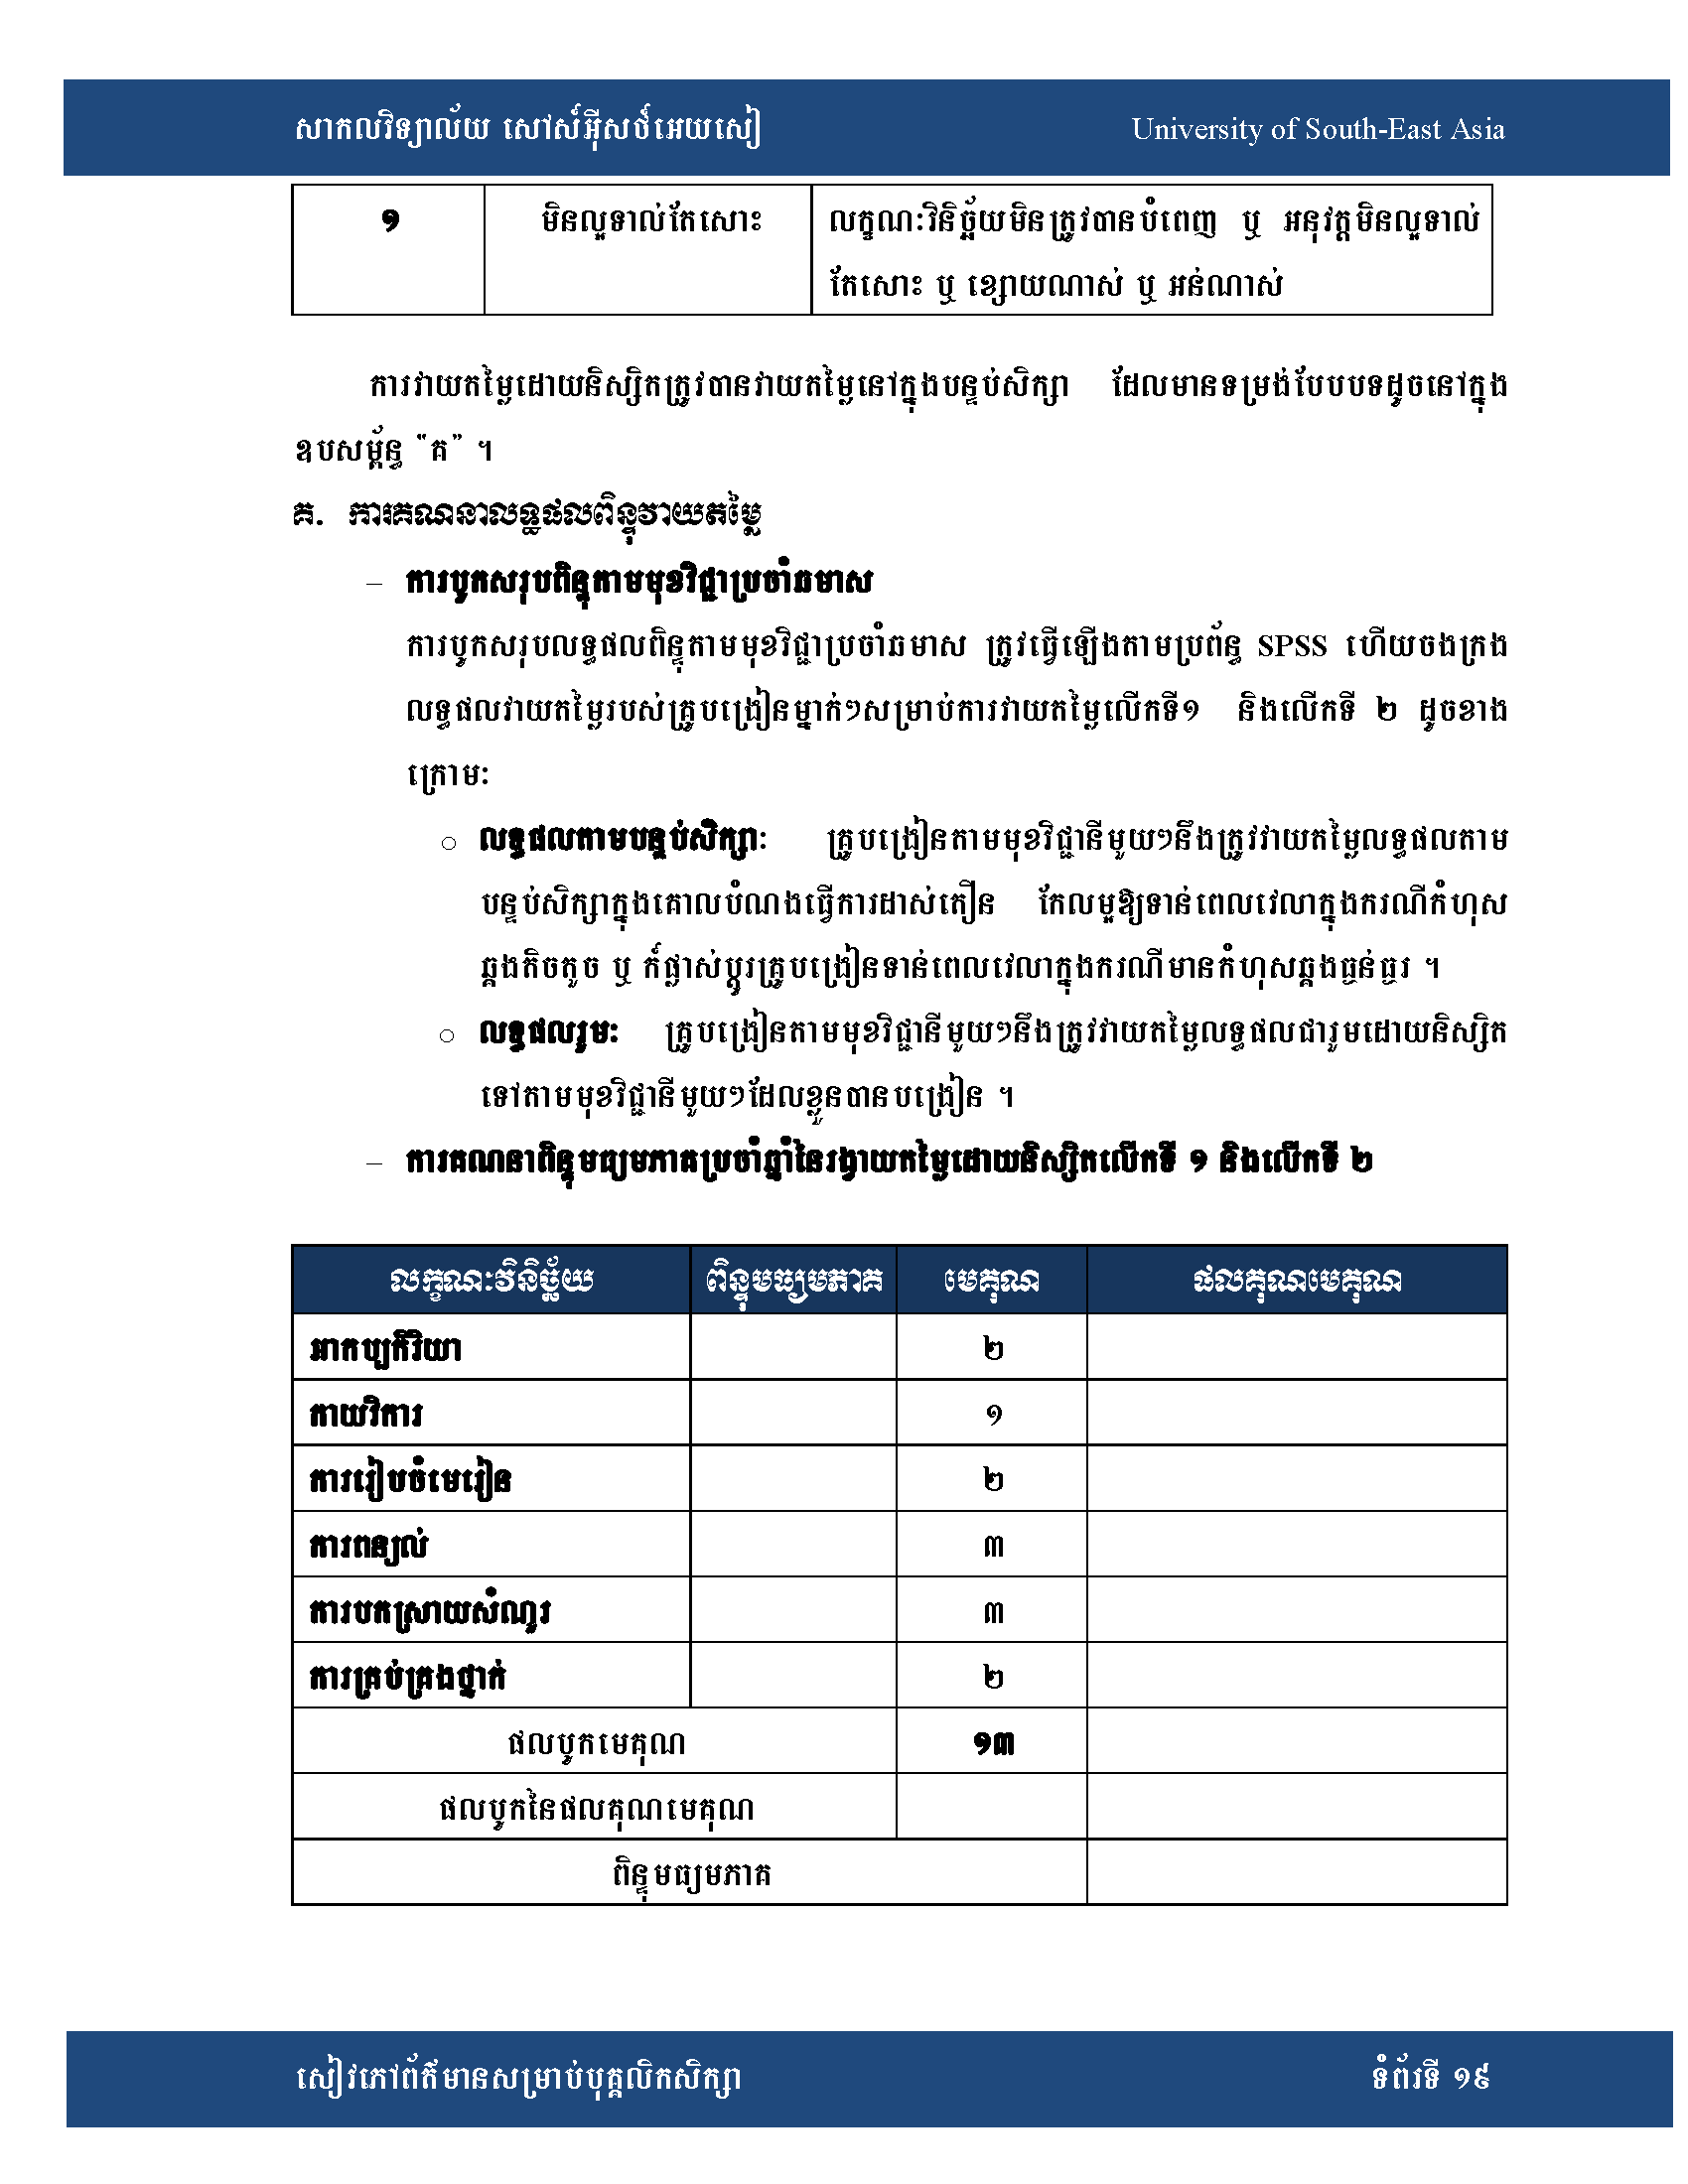 សាកលវិទ្យាល័យ សៅស៍អ៊ីសថ៍អេយសៀ University of South-East Asia
១ មិនល្អទាល់តែសោះ លក្ខណៈវិនិច្ឆ័យមិនត្រូវបានបំពេញ ឬ អនុវត្តមិនល្អទាល់
តែសោះ ឬ ខ្សោយណាស់ ឬ អន់ណាស់
ការវាយតម្លៃដោយនិស្សិតត្រូវបានវាយតម្លៃនៅក្នុងបន្ទប់សិក្សា ដែលមានទម្រង់បែបបទដូចនៅក្នុង
ឧបសម្ព័ន្ធ "គ" ។
គ. ការគណនាលទ្ធផលពិន្ទុវាយតម្លៃ
– ការបូកសរុបពិន្ទុតាមមុខវិជ្ជាប្រចាំឆមាស
ការបូកសរុបលទ្ធផលពិន្ទុតាមមុខវិជ្ជាប្រចាំឆមាស ត្រូវធ្វើឡើងតាមប្រព័ន្ធ SPSS ហើយចងក្រង
លទ្ធផលវាយតម្លៃរបស់គ្រូបង្រៀនម្នាក់ៗសម្រាប់ការវាយតម្លៃលើកទី១ និងលើកទី ២ ដូចខាង
ក្រោមៈ
○ លទ្ធផលតាមបន្ទប់សិក្សាៈ គ្រូបង្រៀនតាមមុខវិជ្ជានីមួយៗនឹងត្រូវវាយតម្លៃលទ្ធផលតាម
បន្ទប់សិក្សាក្នុងគោលបំណងធ្វើការដាស់តឿន កែលម្អឱ្យទាន់ពេលវេលាក្នុងករណីកំហុស
ឆ្គងតិចតួច ឬ ក៏ផ្លាស់ប្តូរគ្រូបង្រៀនទាន់ពេលវេលាក្នុងករណីមានកំហុសឆ្គងធ្ងន់ធ្ងរ ។
○ លទ្ធផលរួមៈ គ្រូបង្រៀនតាមមុខវិជ្ជានីមួយៗនឹងត្រូវវាយតម្លៃលទ្ធផលជារួមដោយនិស្សិត
ទៅតាមមុខវិជ្ជានីមួយៗដែលខ្លួនបានបង្រៀន ។
– ការគណនាពិន្ទុមធ្យមភាគប្រចាំឆ្នាំនៃរង្វាយតម្លៃដោយនិស្សិតលើកទី ១ និងលើកទី ២
លក្ខណៈវិនិច្ឆ័យ ពិន្ទុមធ្យមភាគ មេគុណ ផលគុណមេគុណ
អាកប្បកិរិយា ២
កាយវិការ ១
ការរៀបចំមេរៀន ២
ការពន្យល់ ៣
ការបកស្រាយសំណួរ ៣
ការគ្រប់គ្រងថ្នាក់ ២
ផលបូកមេគុណ ១៣
ផលបូកនៃផលគុណមេគុណ
ពិន្ទុមធ្យមភាគ
សៀវភៅព័ត៌មានសម្រាប់បុគ្គលិកសិក្សា ទំព័រទី ១៩